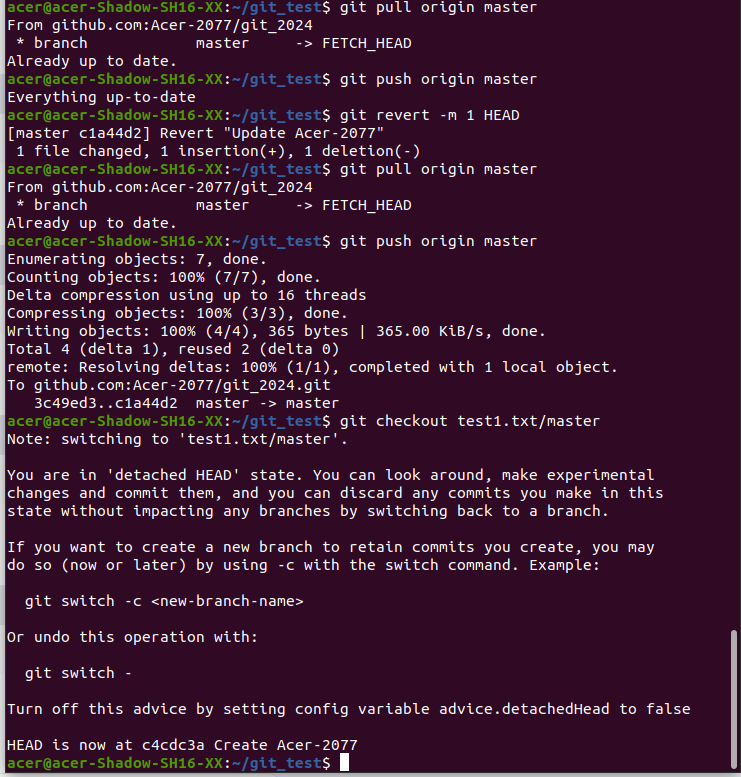 acer@acer-Shadow-SH16-XX:~/git_test$ git pull origin master
From github.com:Acer-2077/git_2024
 * branch            master     -> FETCH_HEAD
Already up to date.
acer@acer-Shadow-SH16-XX:~/git_test$ git push origin master
Everything up-to-date
acer@acer-Shadow-SH16-XX:~/git_test$ git revert -m 1 HEAD
[master c1a44d2] Revert "Update Acer-2077"
 1 file changed, 1 insertion(+), 1 deletion(-)
acer@acer-Shadow-SH16-XX:~/git_test$ git pull origin master
From github.com:Acer-2077/git_2024
 * branch            master     -> FETCH_HEAD
Already up to date.
acer@acer-Shadow-SH16-XX:~/git_test$ git push origin master
Enumerating objects: 7, done.
Counting objects: 100% (7/7), done.
Delta compression using up to 16 threads
Compressing objects: 100% (3/3), done.
Writing objects: 100% (4/4), 365 bytes | 365.00 KiB/s, done.
Total 4 (delta 1), reused 2 (delta 0)
remote: Resolving deltas: 100% (1/1), completed with 1 local object.
To github.com:Acer-2077/git_2024.git
   3c49ed3..c1a44d2  master -> master
acer@acer-Shadow-SH16-XX:~/git_test$ git checkout test1.txt/master
Note: switching to 'test1.txt/master'.

You are in 'detached HEAD' state. You can look around, make experimental
changes and commit them, and you can discard any commits you make in this
state without impacting any branches by switching back to a branch.

If you want to create a new branch to retain commits you create, you may
do so (now or later) by using -c with the switch command. Example:

  git switch -c <new-branch-name>

Or undo this operation with:

  git switch -

Turn off this advice by setting config variable advice.detachedHead to false

HEAD is now at c4cdc3a Create Acer-2077
acer@acer-Shadow-SH16-XX:~/git_test$